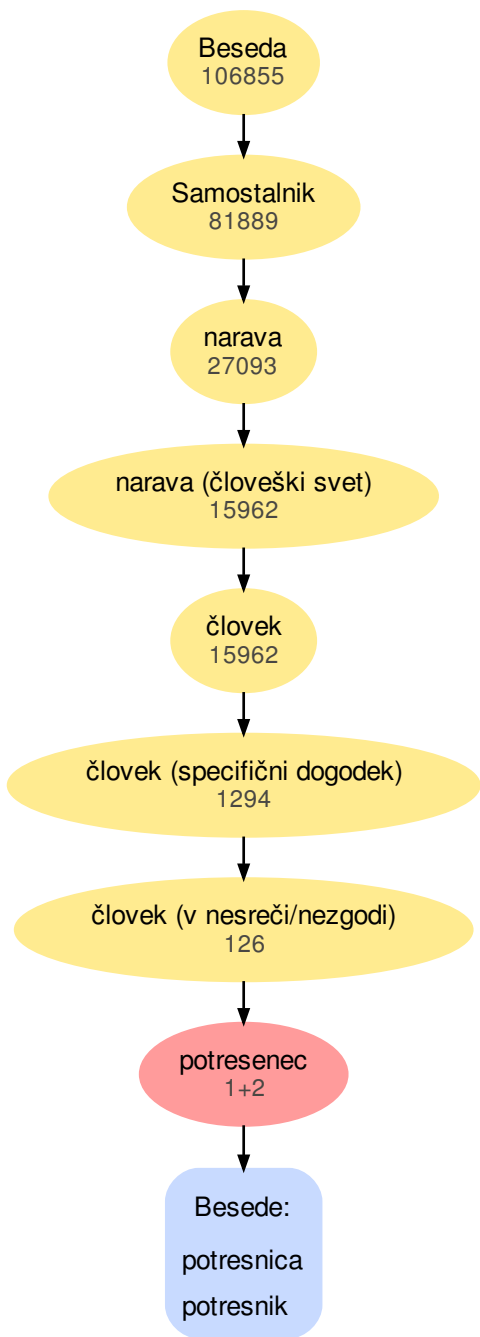 Beseda
106855
Samostalnik
81889
narava
27093
narava (človeški svet)
15962
človek
15962
človek (specifični dogodek)
1294
človek (v nesreči/nezgodi)
126
potresenec
1+2
Besede:
potresnica
potresnik